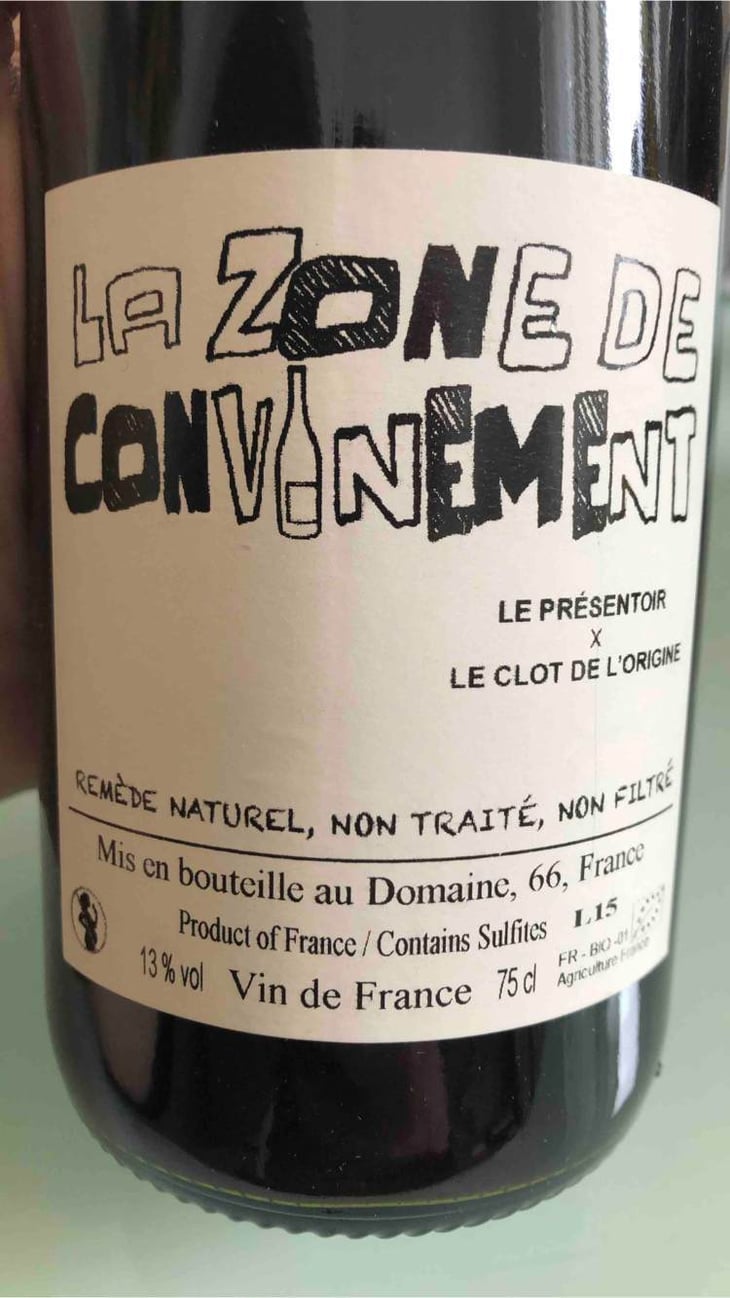 LA ZONE DE
CONVINEMENT
LE PRÉSENTOIR
X
LE CLOT DE L'ORIGINE
REMÈDE NATUREL, NON TRAITÉ, NON FILTRÉ
Mis en bouteille au Domaine, 66, France
Product of France / Contains Sulfites L15
13 % vol Vin de France 75 cl
FR - BIO -01
Agriculture France